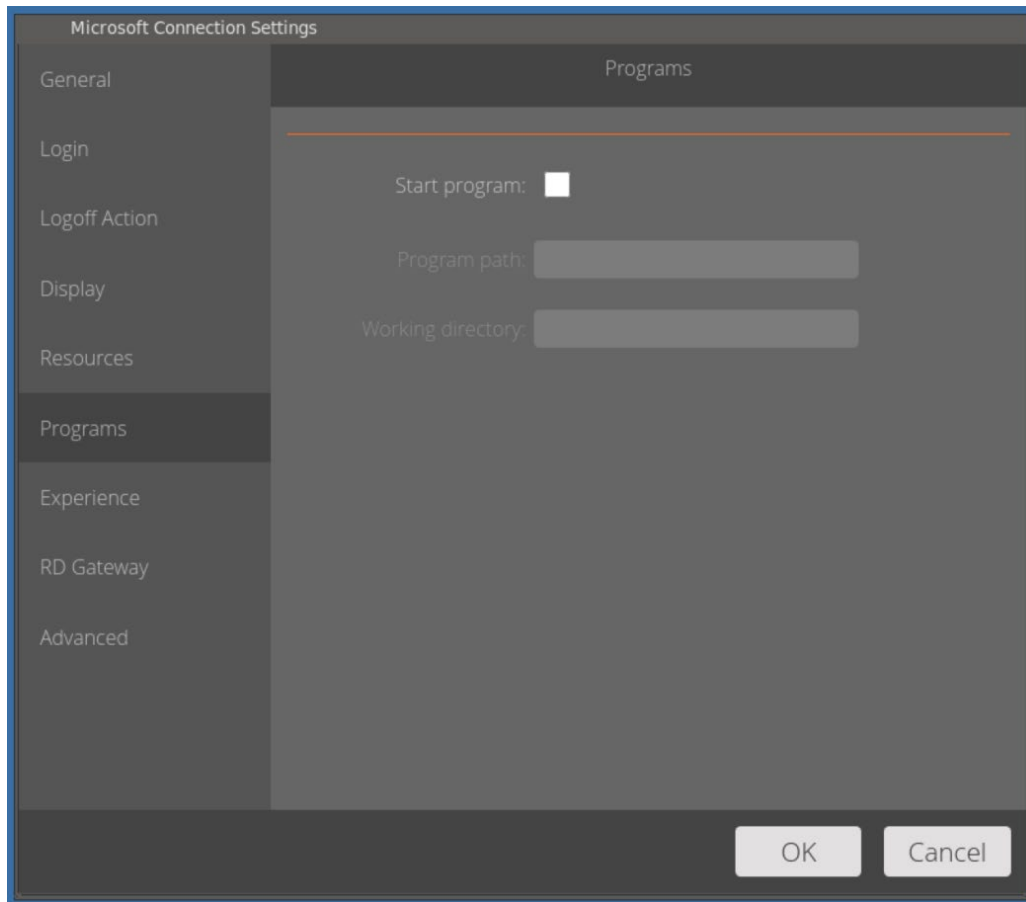 Microsoft Connection Settings
General
Login
Logoff Action
Display
Resources
Programs
Experience
RD Gateway
Advanced
Programs
Start program:
Program path:
Working directory:
OK
Cancel